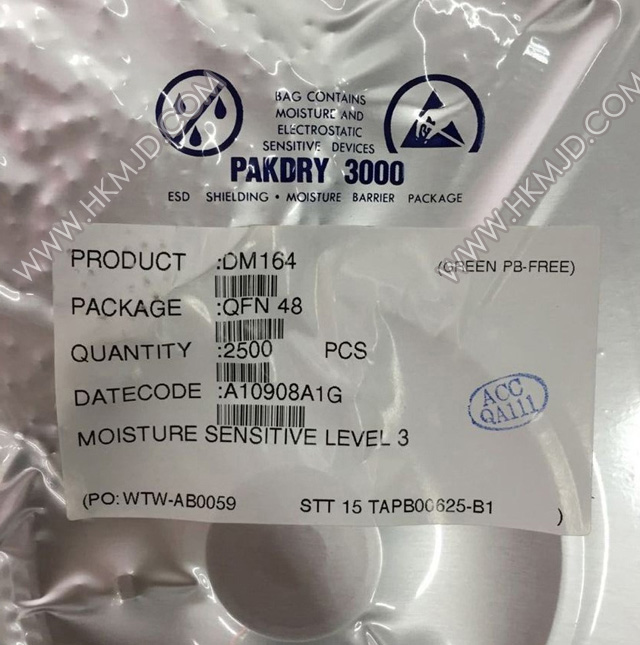 BAG CONTAINS
MOISTURE AND
ELECTROSTATIC
SENSITIVE DEVICES
PAKDRY 3000
ESD SHIELDING • MOISTURE BARRIER PACKAGE
WWW.HKMJD.COM
WWW.HKMJD.COM
PRODUCT :DM164 (GREEN PB-FREE)
PACKAGE :QFN 48
QUANTITY :2500 PCS
DATECODE :A10908A1G
ACC
QA111
MOISTURE SENSITIVE LEVEL 3
(PO: WTW-AB0059 STT 15 TAPB00625-B1 )